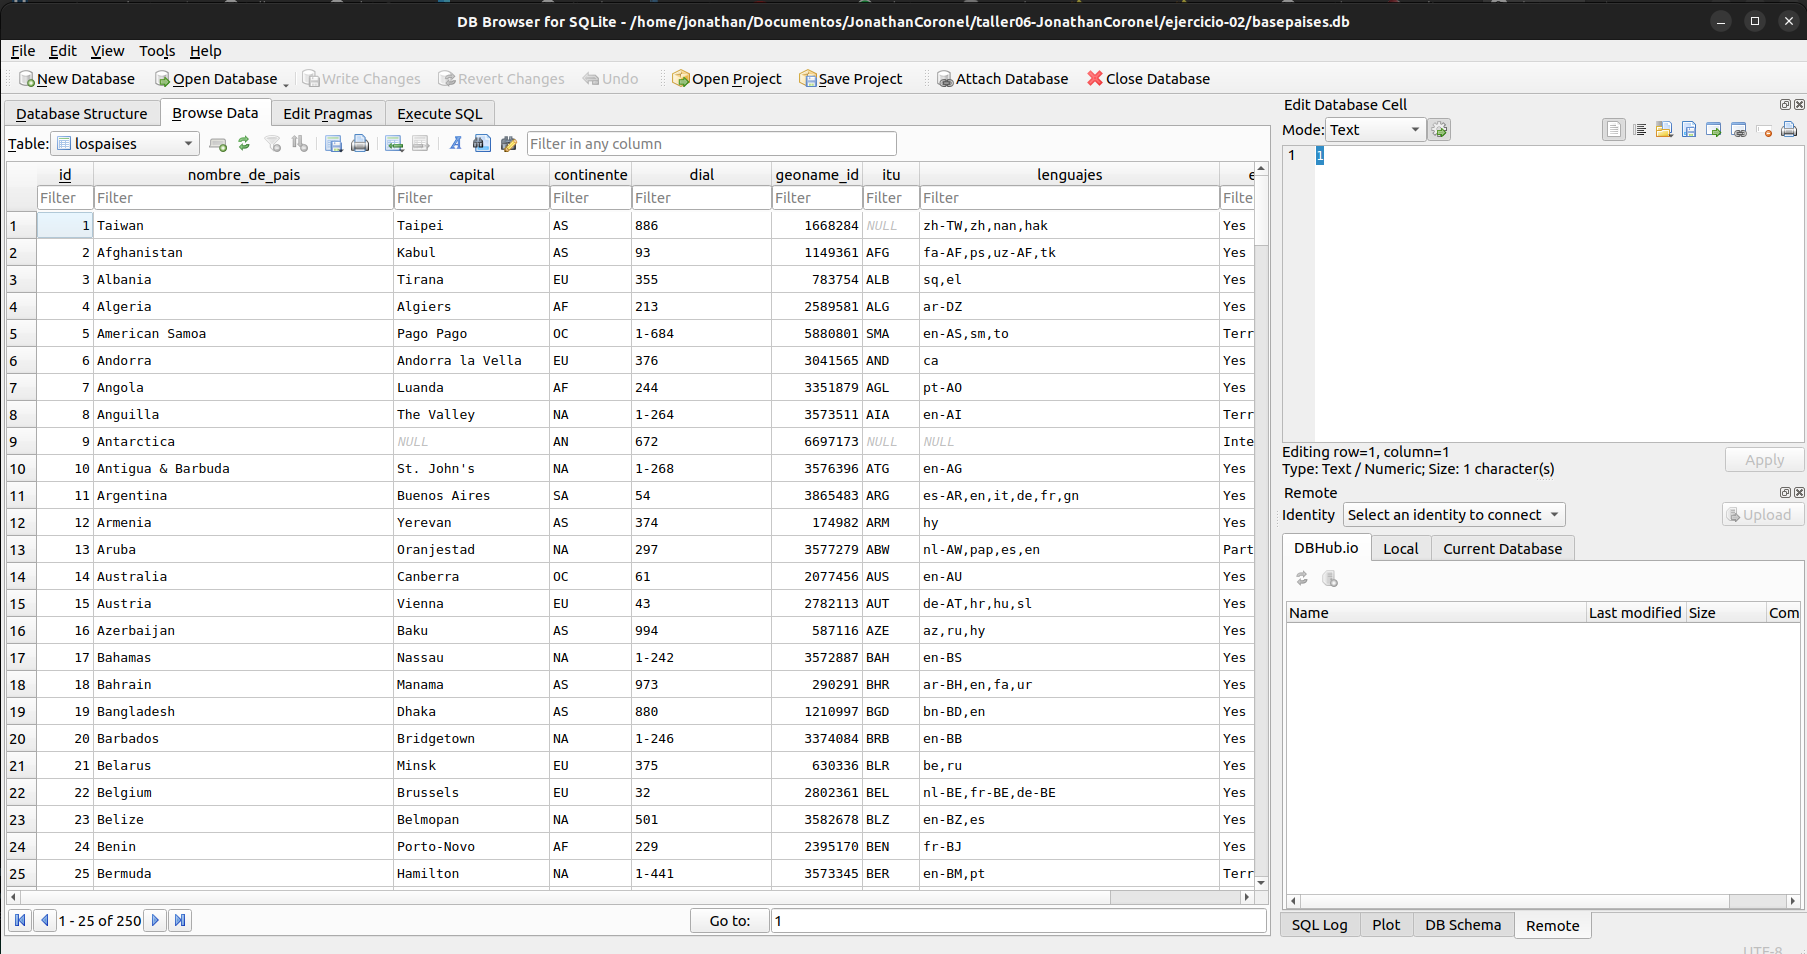 DB Browser for SQLite - /home/jonathan/Documentos/JonathanCoronel/taller06-JonathanCoronel/ejercicio-02/basepaises.db
File Edit View Tools Help
New Database Open Database Write Changes Revert Changes Undo Open Project Save Project Attach Database Close Database
Database Structure Browse Data Edit Pragmas Execute SQL
Table: lospaises Filter in any column
id nombre_de_pais capital continente dial geoname_id itu lenguajes e
Filter Filter Filter Filter Filter Filter Filter Filter Filte
1 1 Taiwan Taipei AS 886 1668284 NULL zh-TW,zh,nan,hak Yes
2 2 Afghanistan Kabul AS 93 1149361 AFG fa-AF,ps,uz-AF,tk Yes
3 3 Albania Tirana EU 355 783754 ALB sq,el Yes
4 4 Algeria Algiers AF 213 2589581 ALG ar-DZ Yes
5 5 American Samoa Pago Pago OC 1-684 5880801 SMA en-AS,sm,to Terr
6 6 Andorra Andorra la Vella EU 376 3041565 AND ca Yes
7 7 Angola Luanda AF 244 3351879 AGL pt-AO Yes
8 8 Anguilla The Valley NA 1-264 3573511 AIA en-AI Terr
9 9 Antarctica NULL AN 672 6697173 NULL NULL Inte
10 10 Antigua & Barbuda St. John's NA 1-268 3576396 ATG en-AG Yes
11 11 Argentina Buenos Aires SA 54 3865483 ARG es-AR,en,it,de,fr,gn Yes
12 12 Armenia Yerevan AS 374 174982 ARM hy Yes
13 13 Aruba Oranjestad NA 297 3577279 ABW nl-AW,pap,es,en Part
14 14 Australia Canberra OC 61 2077456 AUS en-AU Yes
15 15 Austria Vienna EU 43 2782113 AUT de-AT,hr,hu,sl Yes
16 16 Azerbaijan Baku AS 994 587116 AZE az,ru,hy Yes
17 17 Bahamas Nassau NA 1-242 3572887 BAH en-BS Yes
18 18 Bahrain Manama AS 973 290291 BHR ar-BH,en,fa,ur Yes
19 19 Bangladesh Dhaka AS 880 1210997 BGD bn-BD,en Yes
20 20 Barbados Bridgetown NA 1-246 3374084 BRB en-BB Yes
21 21 Belarus Minsk EU 375 630336 BLR be,ru Yes
22 22 Belgium Brussels EU 32 2802361 BEL nl-BE,fr-BE,de-BE Yes
23 23 Belize Belmopan NA 501 3582678 BLZ en-BZ,es Yes
24 24 Benin Porto-Novo AF 229 2395170 BEN fr-BJ Yes
25 25 Bermuda Hamilton NA 1-441 3573345 BER en-BM,pt Terr
1 - 25 of 250 Go to: 1
Edit Database Cell
Mode: Text
1 1
Editing row=1, column=1
Type: Text / Numeric; Size: 1 character(s)
Apply
Remote
Identity Select an identity to connect Upload
DBHub.io Local Current Database
Name Last modified Size Com
SQL Log Plot DB Schema Remote
UTF-8